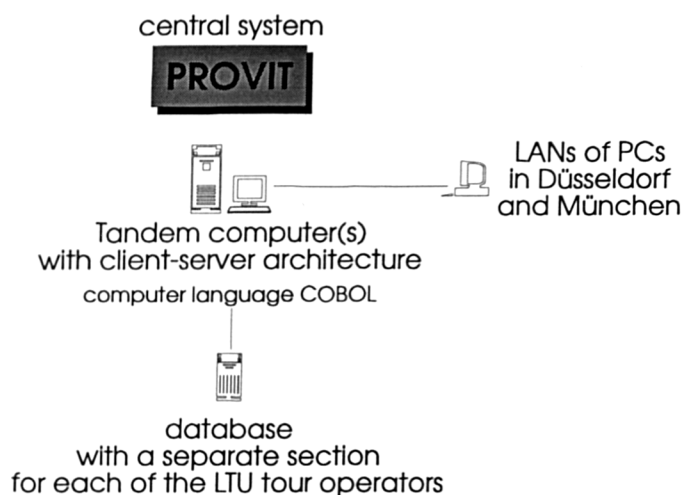 central system
PROVIT
LANs of PCs
in Düsseldorf
and München
Tandem computer(s)
with client-server architecture
computer language COBOL
database
with a separate section
for each of the LTU tour operators